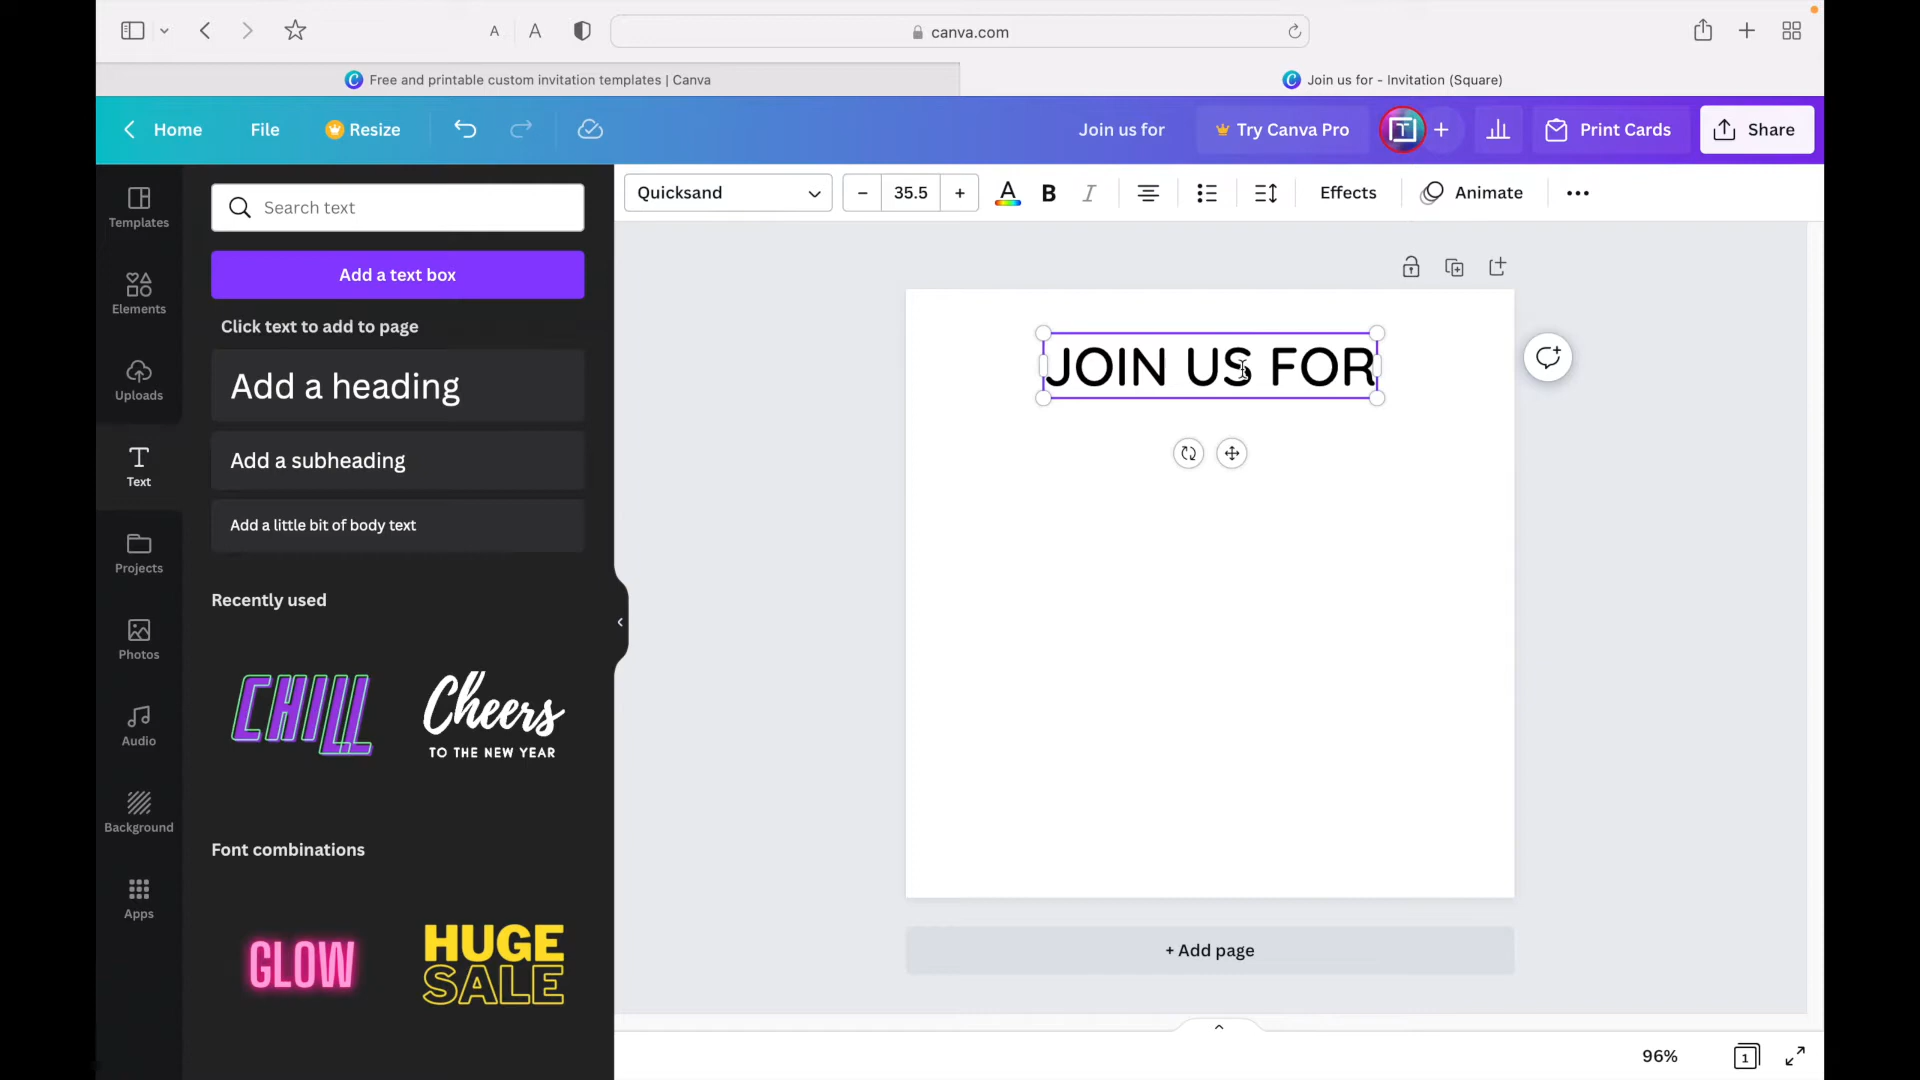 canva.com
Free and printable custom invitation templates | Canva
Join us for - Invitation (Square)
Home
File
Resize
Join us for
Try Canva Pro
T
+
Print Cards
Share
Templates
Elements
Uploads
Text
Projects
Photos
Audio
Background
Apps
Search text
Add a text box
Click text to add to page
Add a heading
Add a subheading
Add a little bit of body text
Recently used
CHILL
Cheers
TO THE NEW YEAR
Font combinations
GLOW
HUGE
SALE
Quicksand
– 35.5 +
A B I
Effects
Animate
JOIN US FOR
+ Add page
96%
1